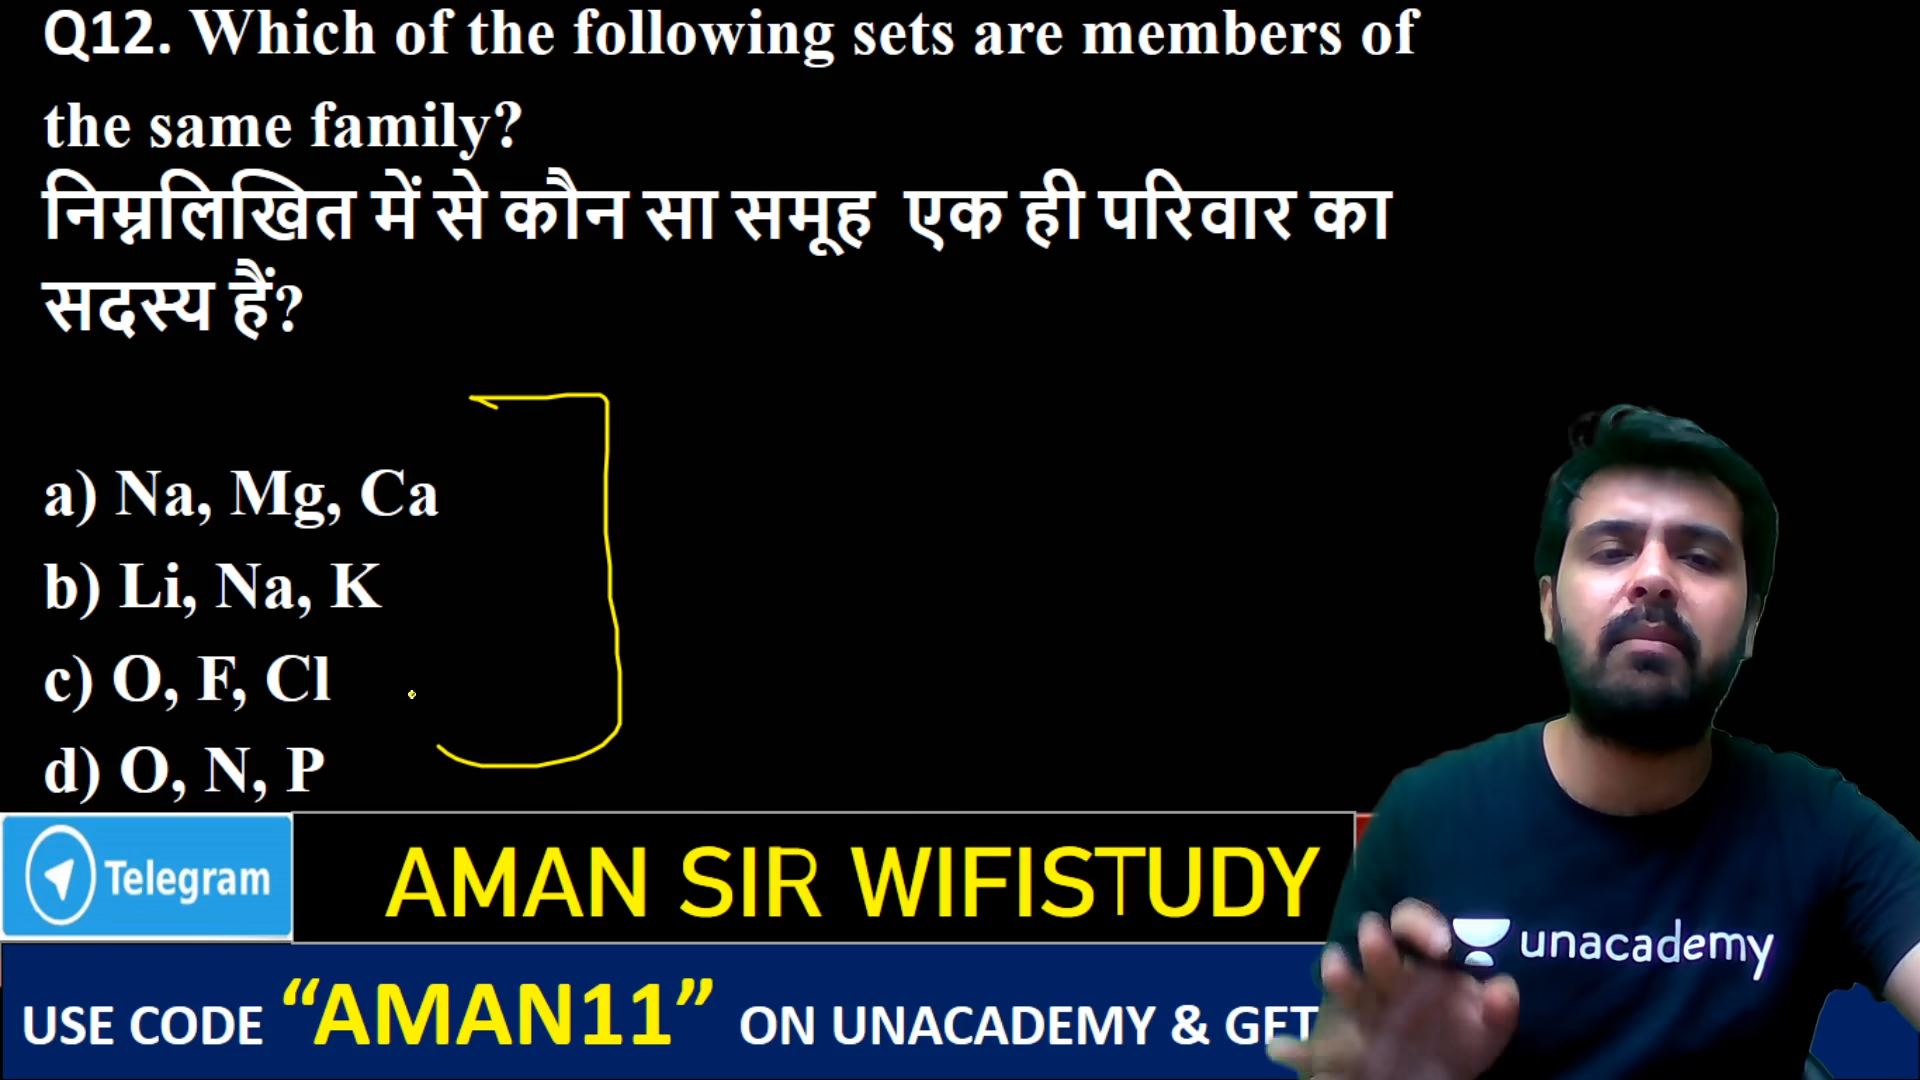 Q12. Which of the following sets are members of
the same family?
निम्नलिखित में से कौन सा समूह एक ही परिवार का
सदस्य हैं?
a) Na, Mg, Ca
b) Li, Na, K
c) O, F, Cl
d) O, N, P
Telegram
AMAN SIR WIFISTUDY
unacademy
USE CODE “AMAN11” ON UNACADEMY & GET